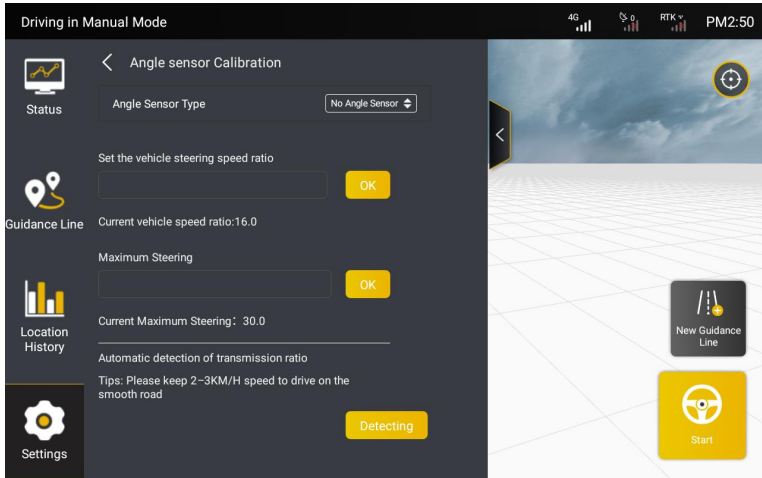 Driving in Manual Mode
4G
0
RTK
PM2:50
Status
Angle sensor Calibration
Angle Sensor Type
No Angle Sensor
Set the vehicle steering speed ratio
OK
Guidance Line
Current vehicle speed ratio:16.0
Maximum Steering
OK
Current Maximum Steering: 30.0
Location
History
New Guidance
Line
Automatic detection of transmission ratio
Tips: Please keep 2-3KM/H speed to drive on the
smooth road
Detecting
Start
Settings